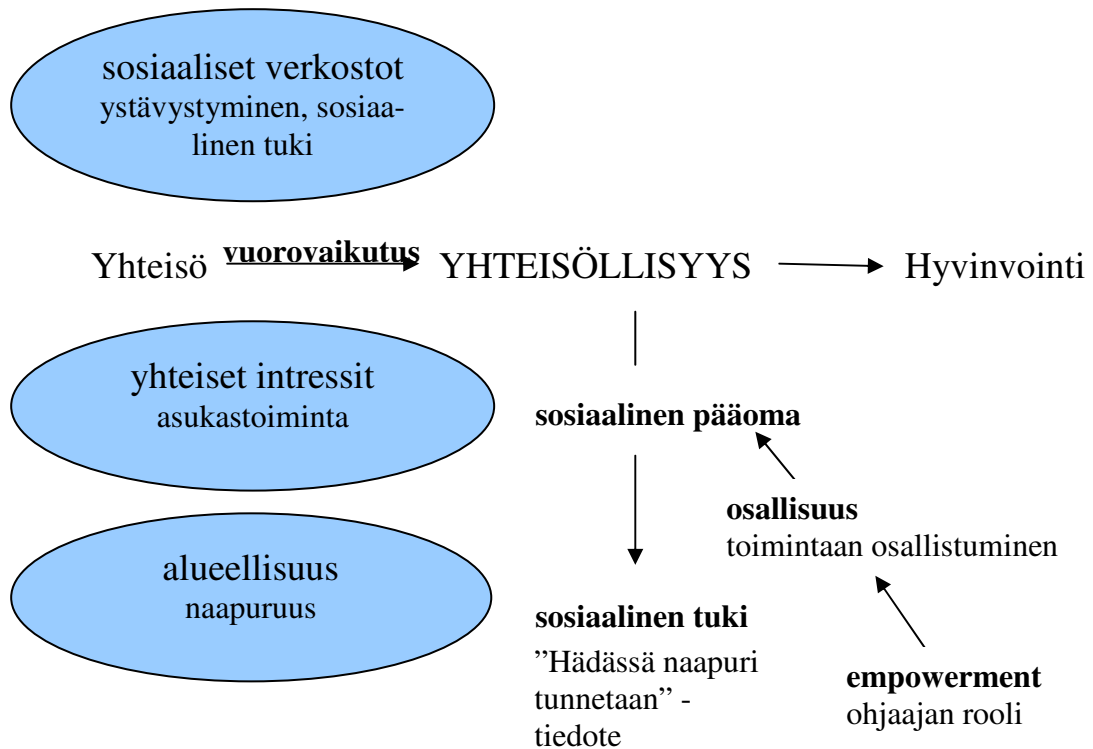 sosiaaliset verkostot
ystävystyminen, sosiaa-
linen tuki
Yhteisö vuorovaikutus YHTEISÖLLISYYS Hyvinvointi
yhteiset intressit
asukastoiminta
sosiaalinen pääoma
osallisuus
toimintaan osallistuminen
alueellisuus
naapuruus
sosiaalinen tuki
”Hädässä naapuri
tunnetaan” -
tiedote
empowerment
ohjaajan rooli